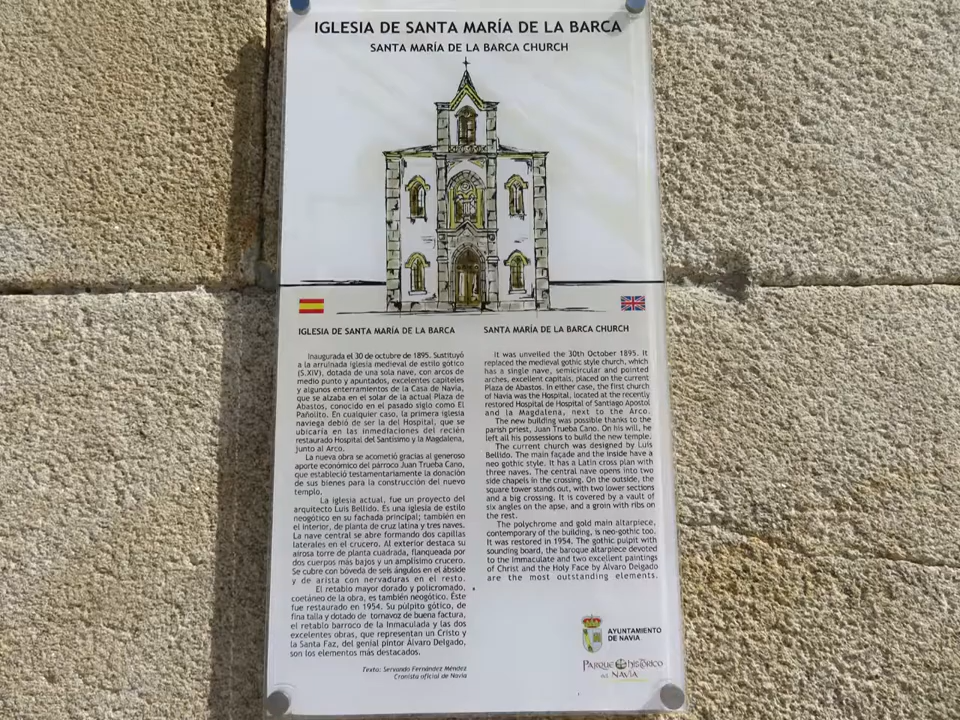 IGLESIA DE SANTA MARÍA DE LA BARCA
SANTA MARÍA DE LA BARCA CHURCH
IGLESIA DE SANTA MARÍA DE LA BARCA
Inaugurada el 30 de octubre de 1895. Sustituyó
a la arruinada iglesia medieval de estilo gótico
(S.XIV), dotada de una sola nave, con arcos de
medio punto y apuntados, excelentes capiteles
y algunos enterramientos de la Casa de Navia,
que se alzaba en el solar de la actual Plaza de
Abastos, conocido en el pasado siglo como El
Pañolito. En cualquier caso, la primera iglesia
naviega debió de ser la del Hospital, que se
ubicaría en las inmediaciones del recién
restaurado Hospital del Santísimo y la Magdalena,
junto al Arco.
La nueva obra se acometió gracias al generoso
aporte económico del párroco Juan Trueba Cano,
que estableció testamentariamente la donación
de sus bienes para la construcción del nuevo
templo.
La iglesia actual, fue un proyecto del
arquitecto Luis Bellido. Es una iglesia de estilo
neogótico en su fachada principal; también en
el interior, de planta de cruz latina y tres naves.
La nave central se abre formando dos capillas
laterales en el crucero. Al exterior destaca su
airosa torre de planta cuadrada, flanqueada por
dos cuerpos más bajos y un amplísimo crucero.
Se cubre con bóveda de seis ángulos en el ábside
y de arista con nervaduras en el resto.
El retablo mayor dorado y policromado,
coetáneo de la obra, es también neogótico. Éste
fue restaurado en 1954. Su púlpito gótico, de
fina talla y dotado de tornavoz de buena factura,
el retablo barroco de la Inmaculada y las dos
excelentes obras, que representan un Cristo y
la Santa Faz, del genial pintor Álvaro Delgado,
son los elementos más destacados.
Texto: Servando Fernández Méndez
Cronista oficial de Navia
SANTA MARÍA DE LA BARCA CHURCH
It was unveiled the 30th October 1895. It
replaced the medieval gothic style church, which
has a single nave, semicircular and pointed
arches, excellent capitals, placed on the current
Plaza de Abastos. In either case, the first church
of Navia was the Hospital, located at the recently
restored Hospital de Hospital of Santiago Apostol
and la Magdalena, next to the Arco.
The new building was possible thanks to the
parish priest, Juan Trueba Cano. On his will, he
left all his possessions to build the new temple.
The current church was designed by Luis
Bellido. The main façade and the inside have a
neo gothic style. It has a Latin cross plan with
three naves. The central nave opens into two
side chapels in the crossing. On the outside, the
square tower stands out, with two lower sections
and a big crossing. It is covered by a vault of
six angles on the apse, and a groin with ribs on
the rest.
The polychrome and gold main altarpiece,
contemporary of the building, is neo-gothic too.
It was restored in 1954. The gothic pulpit with
sounding board, the baroque altarpiece devoted
to the Immaculate and two excellent paintings
of Christ and the Holy Face by Álvaro Delgado
are the most outstanding elements.
AYUNTAMIENTO
DE NAVIA
PARQUE HISTÓRICO
DEL NAVIA